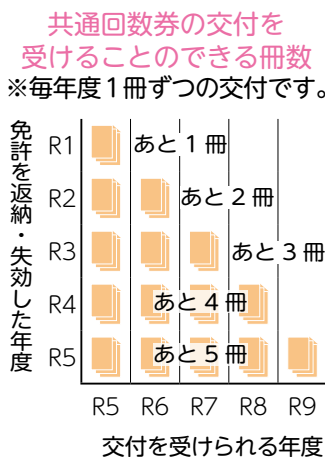 共通回数券の交付を
受けることのできる冊数
※毎年度1冊ずつの交付です。
免許を返納・失効した年度
R1 あと1冊
R2 あと2冊
R3 あと3冊
R4 あと4冊
R5 あと5冊
R5 R6 R7 R8 R9
交付を受けられる年度